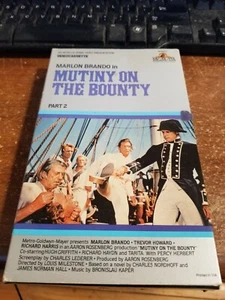 VIDEOCASSETTE
MARLON BRANDO in
MUTINY ON
THE BOUNTY
PART 2
Metro-Goldwyn-Mayer presents MARLON BRANDO • TREVOR HOWARD •
RICHARD HARRIS in an AARON ROSENBERG production "MUTINY ON THE BOUNTY"
Co-starring HUGH GRIFFITH • RICHARD HAYDN and TARITA. With PERCY HERBERT
Screenplay by CHARLES LEDERER • Produced by AARON ROSENBERG
Directed by LOUIS MILESTONE • Based on a novel by CHARLES NORDHOFF and
JAMES NORMAN HALL • Music by BRONISLAU KAPER